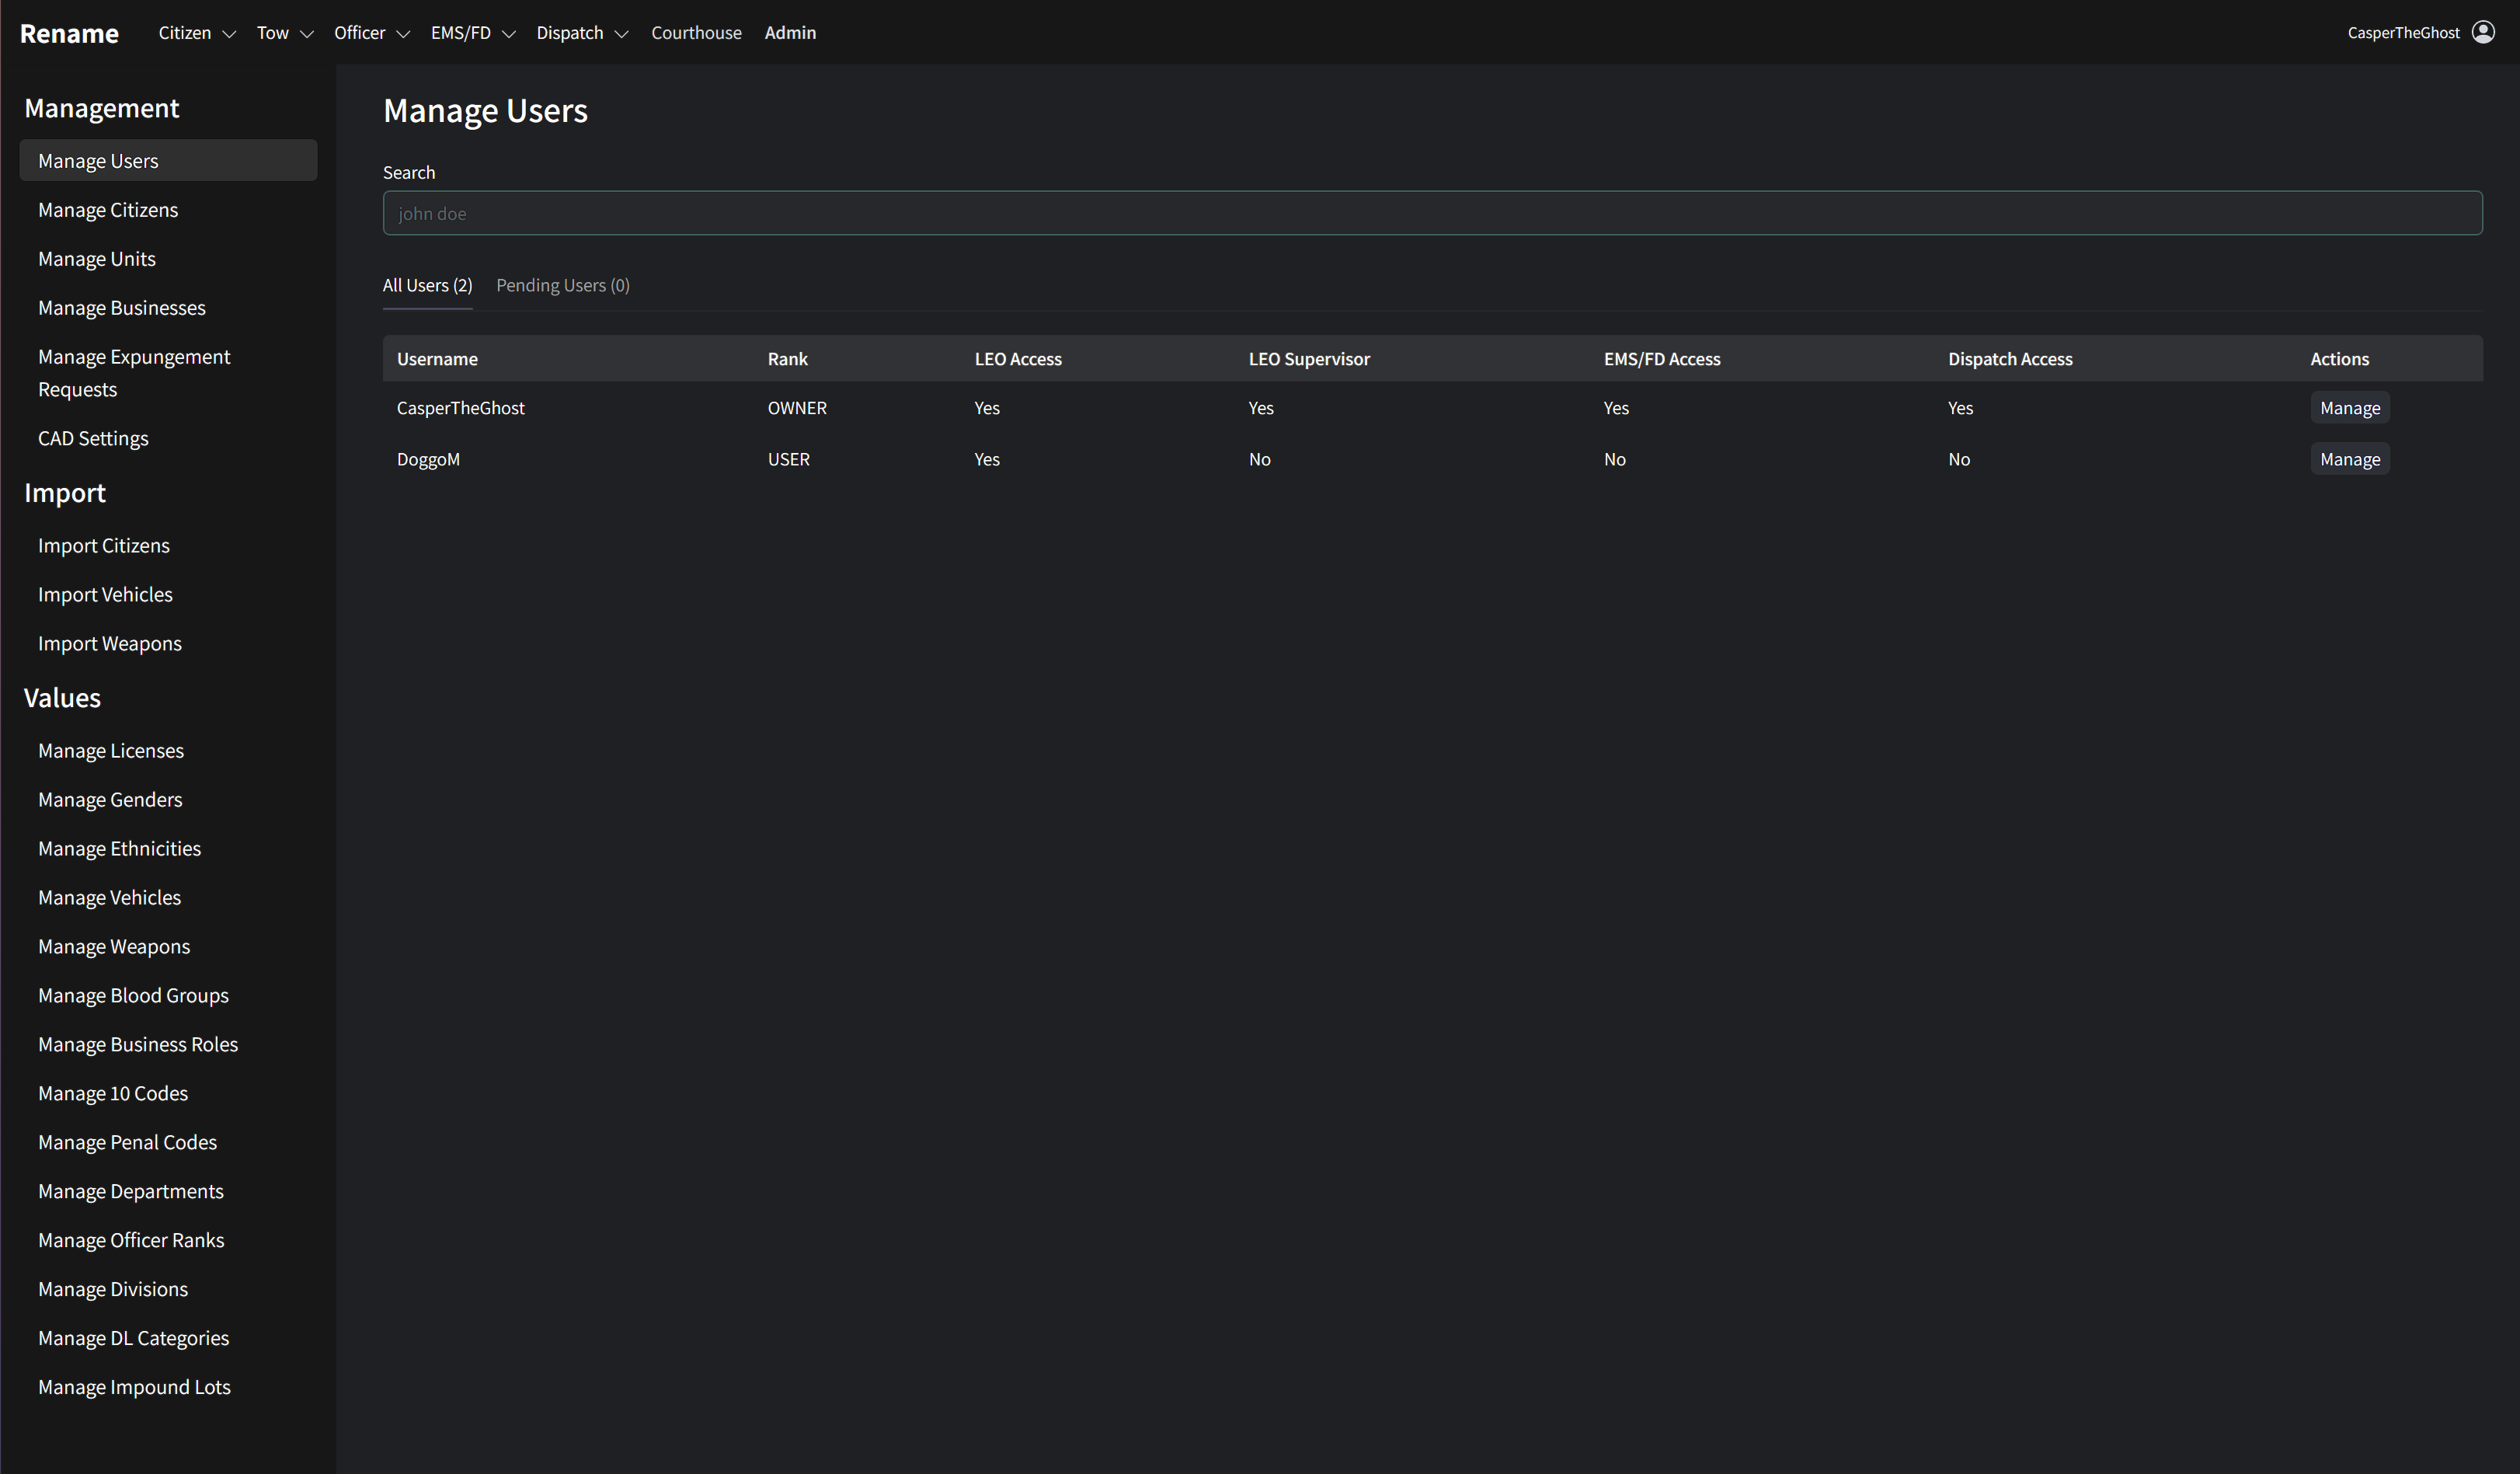 Rename Citizen Tow Officer EMS/FD Dispatch Courthouse Admin CasperTheGhost
Management
Manage Users
Manage Citizens
Manage Units
Manage Businesses
Manage Expungement
Requests
CAD Settings
Import
Import Citizens
Import Vehicles
Import Weapons
Values
Manage Licenses
Manage Genders
Manage Ethnicities
Manage Vehicles
Manage Weapons
Manage Blood Groups
Manage Business Roles
Manage 10 Codes
Manage Penal Codes
Manage Departments
Manage Officer Ranks
Manage Divisions
Manage DL Categories
Manage Impound Lots
Manage Users
Search
john doe
All Users (2) Pending Users (0)
Username Rank LEO Access LEO Supervisor EMS/FD Access Dispatch Access Actions
CasperTheGhost OWNER Yes Yes Yes Yes Manage
DoggoM USER Yes No No No Manage